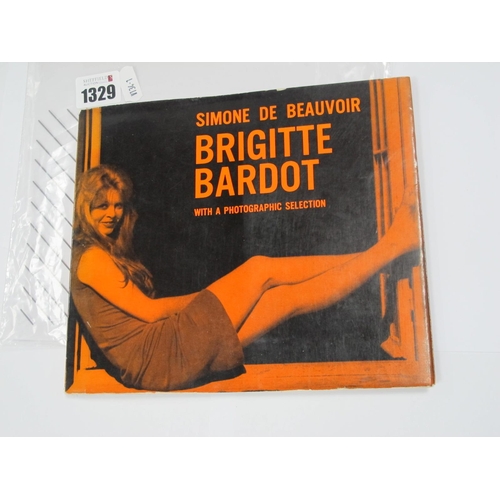 1329
SIMONE DE BEAUVOIR
BRIGITTE
BARDOT
WITH A PHOTOGRAPHIC SELECTION